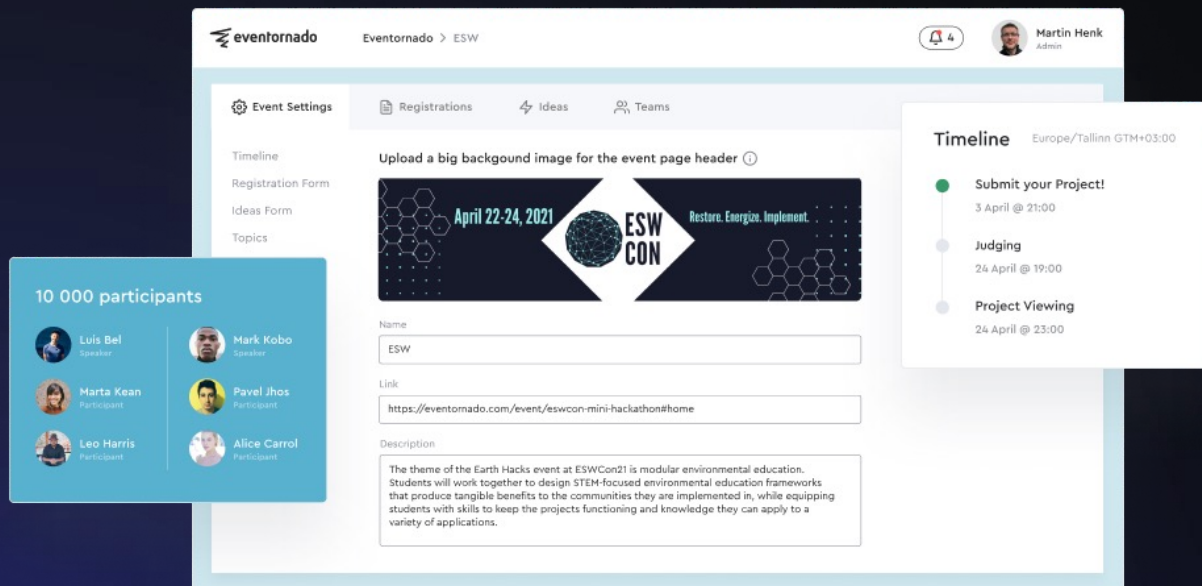 eventornado
Eventornado > ESW
4
Martin Henk
Admin
Event Settings
Registrations
Ideas
Teams
Timeline
Registration Form
Ideas Form
Topics
Upload a big backgound image for the event page header
April 22-24, 2021
ESW
CON
Restore. Energize. Implement.
Name
ESW
Link
https://eventornado.com/event/eswcon-mini-hackathon#home
Description
The theme of the Earth Hacks event at ESWCon21 is modular environmental education.
Students will work together to design STEM-focused environmental education frameworks
that produce tangible benefits to the communities they are implemented in, while equipping
students with skills to keep the projects functioning and knowledge they can apply to a
variety of applications.
10 000 participants
Luis Bel
Speaker
Mark Kobo
Speaker
Marta Kean
Participant
Pavel Jhos
Participant
Leo Harris
Participant
Alice Carrol
Participant
Timeline
Europe/Tallinn GTM+03:00
Submit your Project!
3 April @ 21:00
Judging
24 April @ 19:00
Project Viewing
24 April @ 23:00